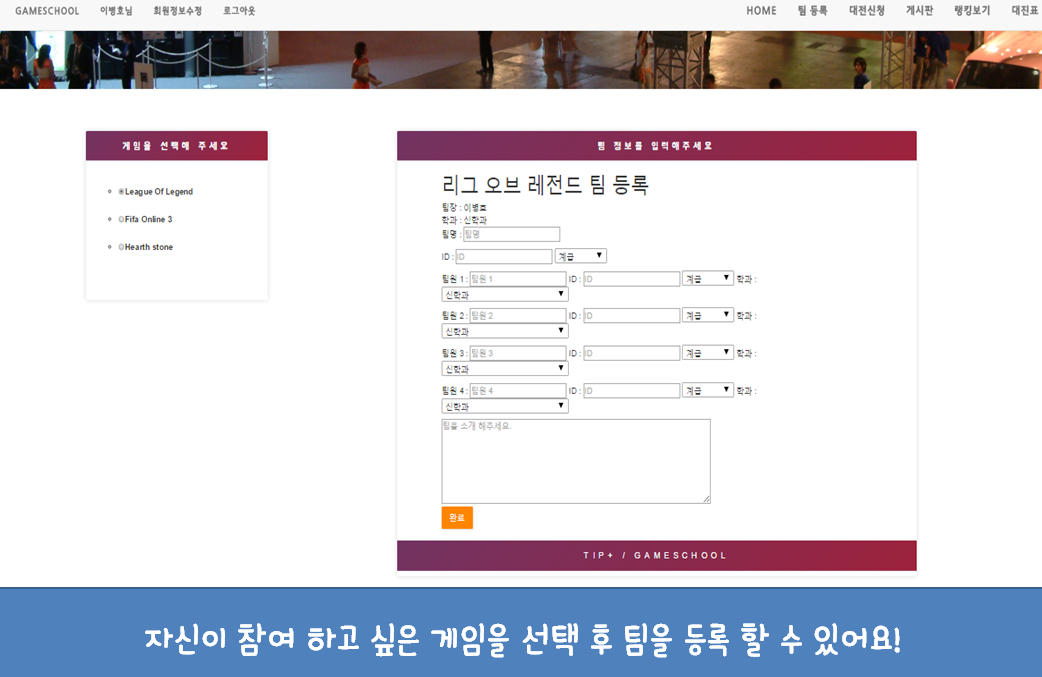 GAMESCHOOL 이병호님 회원정보수정 로그아웃 HOME 팀 등록 대전신청 게시판 랭킹보기 대진표
게임을 선택해 주세요
League Of Legend
Fifa Online 3
Hearth stone
팀 정보를 입력해주세요
리그 오브 레전드 팀 등록
팀장 : 이병호
학과 : 신학과
팀명 : 팀명
ID : ID 계급
팀원 1 : 팀원 1 ID : ID 계급 학과 :
신학과
팀원 2 : 팀원 2 ID : ID 계급 학과 :
신학과
팀원 3 : 팀원 3 ID : ID 계급 학과 :
신학과
팀원 4 : 팀원 4 ID : ID 계급 학과 :
신학과
팀을 소개 해주세요.
완료
TIP+ / GAMESCHOOL
자신이 참여 하고 싶은 게임을 선택 후 팀을 등록 할 수 있어요!